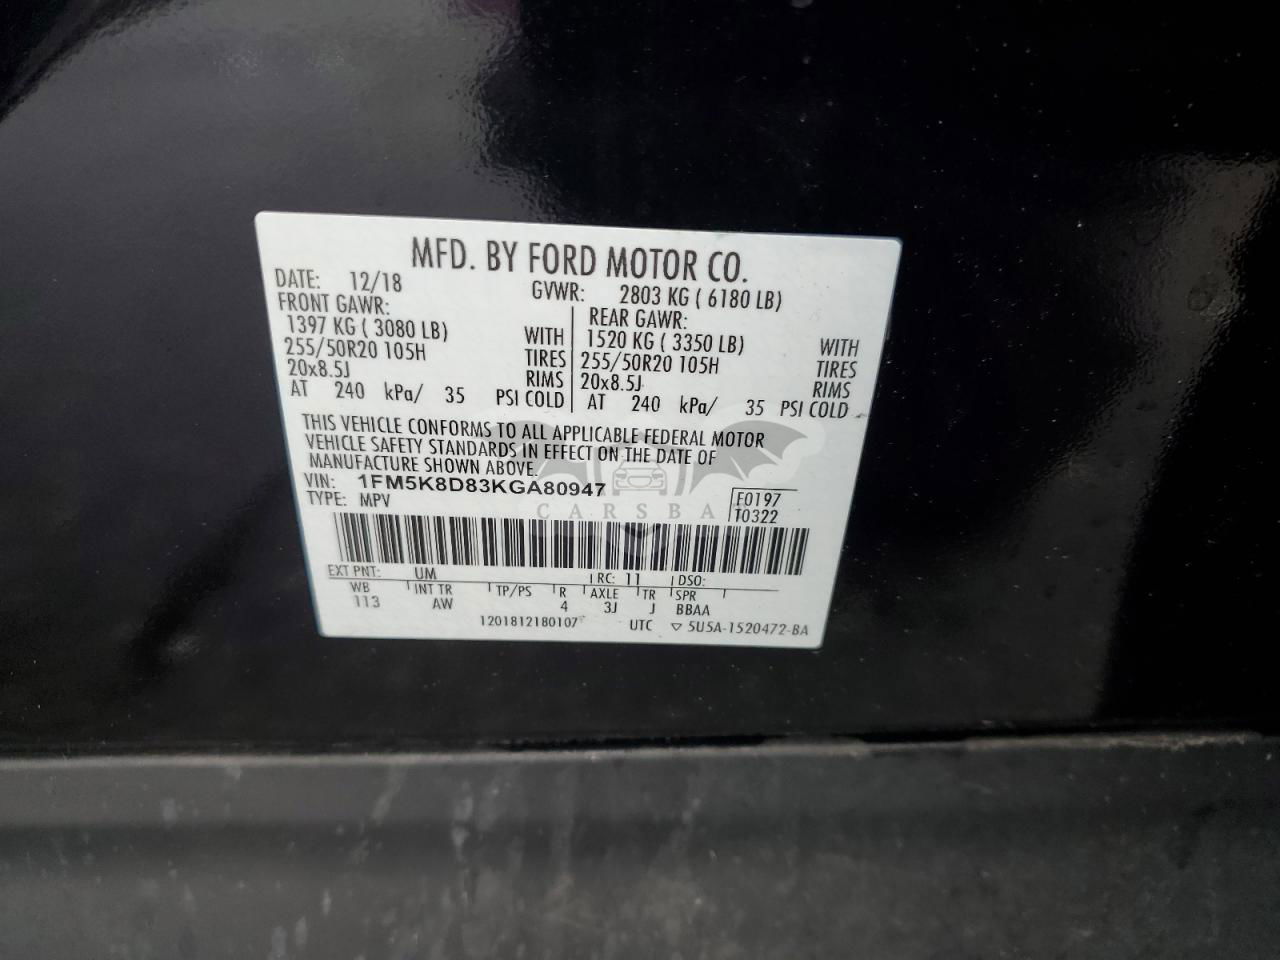 MFD. BY FORD MOTOR CO.
DATE: 12/18 GVWR: 2803 KG ( 6180 LB)
FRONT GAWR: REAR GAWR:
1397 KG ( 3080 LB) WITH 1520 KG ( 3350 LB) WITH
255/50R20 105H TIRES 255/50R20 105H TIRES
20x8.5J RIMS 20x8.5J RIMS
AT 240 kPa/ 35 PSI COLD AT 240 kPa/ 35 PSI COLD
THIS VEHICLE CONFORMS TO ALL APPLICABLE FEDERAL MOTOR
VEHICLE SAFETY STANDARDS IN EFFECT ON THE DATE OF
MANUFACTURE SHOWN ABOVE.
VIN: 1FM5K8D83KGA80947 F0197
TYPE: MPV T0322
CARSBA
EXT PNT: UM RC: 11 DSO:
WB INT TR TP/PS R AXLE TR SPR
113 AW 4 3J J BBAA
1201812180107 UTC ▽ 5U5A-1520472-BA